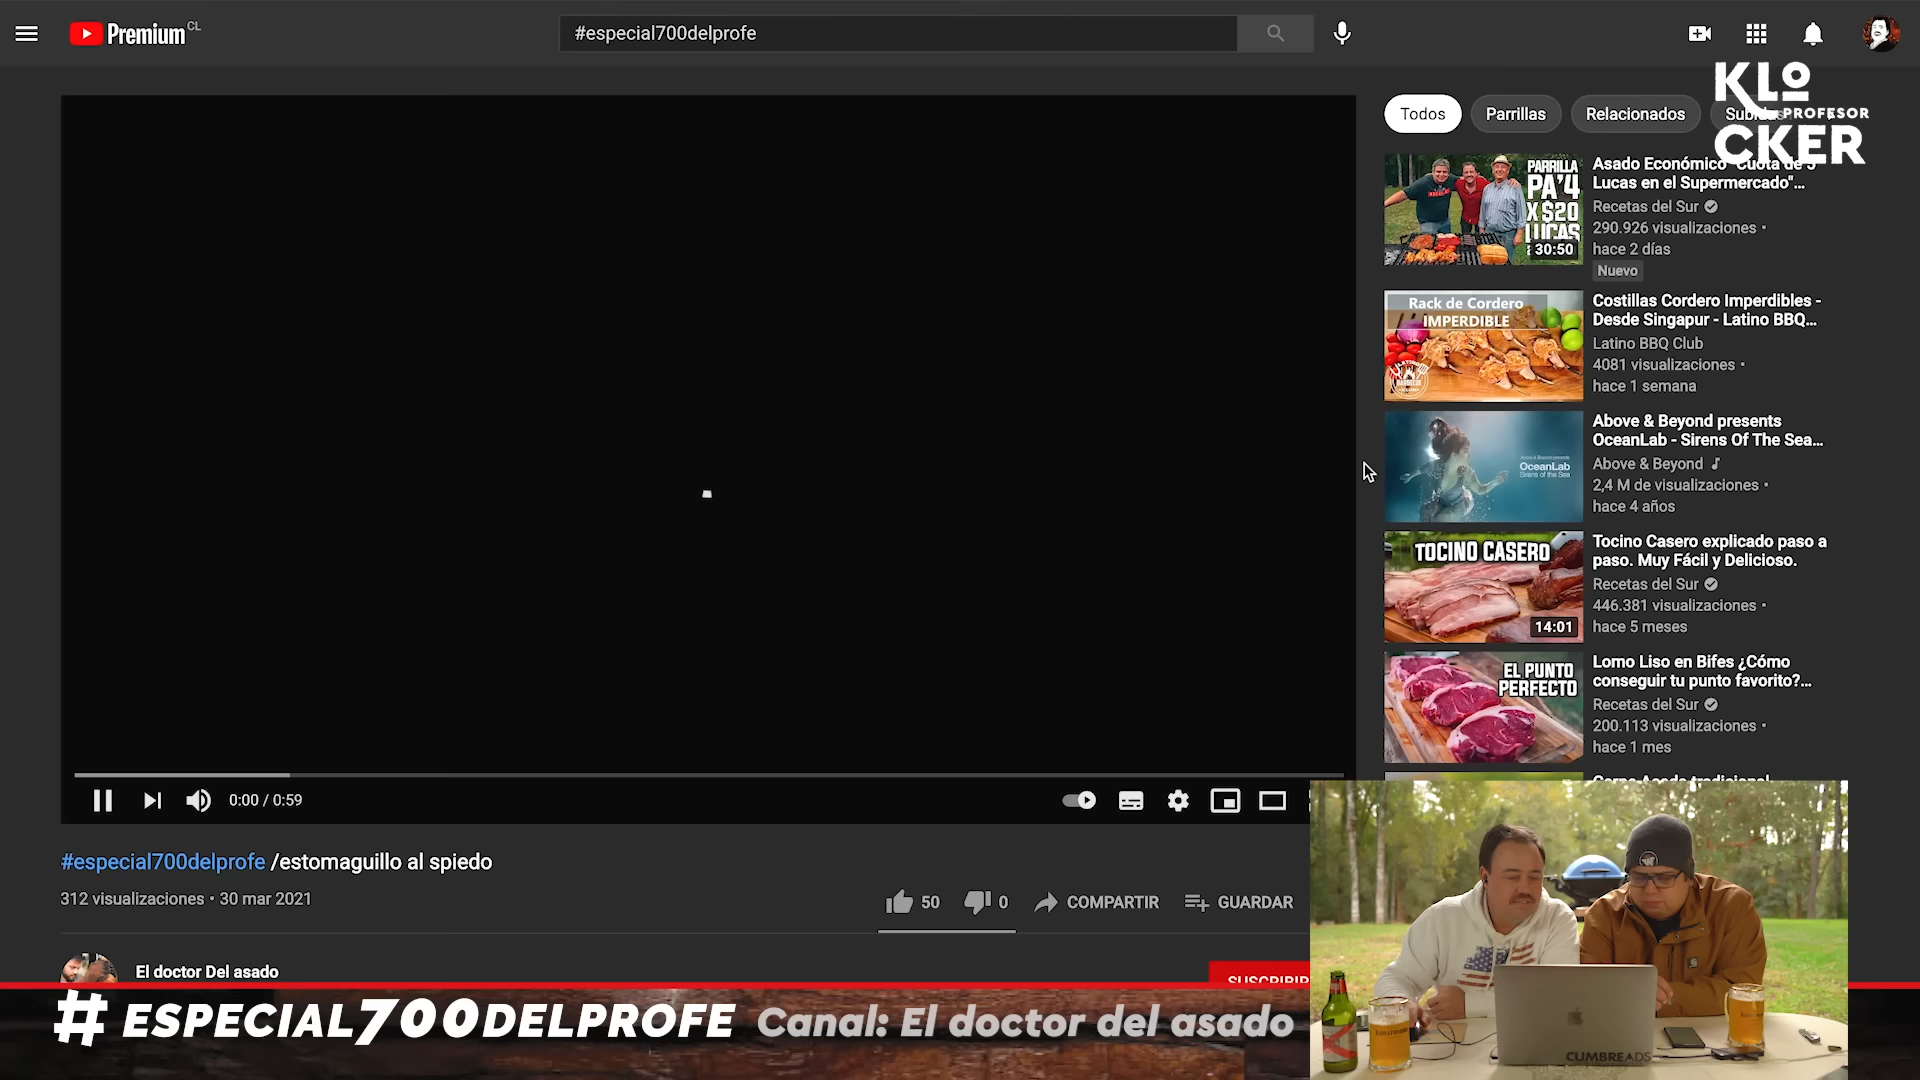 Premium CL
#especial700delprofe
KLO
PROFESOR
CKER
Todos
Parrillas
Relacionados
PARRILLA
PA'4
X $20
LUCAS
30:50
Asado Económico "Cuota de 5
Lucas en el Supermercado"...
Recetas del Sur
290.926 visualizaciones •
hace 2 días
Nuevo
Rack de Cordero
IMPERDIBLE
Costillas Cordero Imperdibles -
Desde Singapur - Latino BBQ...
Latino BBQ Club
4081 visualizaciones •
hace 1 semana
Above & Beyond presents
OceanLab
Sirens of the Sea
Above & Beyond presents
OceanLab - Sirens Of The Sea...
Above & Beyond
2,4 M de visualizaciones •
hace 4 años
TOCINO CASERO
14:01
Tocino Casero explicado paso a
paso. Muy Fácil y Delicioso.
Recetas del Sur
446.381 visualizaciones •
hace 5 meses
EL PUNTO
PERFECTO
Lomo Liso en Bifes ¿Cómo
conseguir tu punto favorito?...
Recetas del Sur
200.113 visualizaciones •
hace 1 mes
0:00 / 0:59
#especial700delprofe /estomaguillo al spiedo
312 visualizaciones • 30 mar 2021
50
0
COMPARTIR
GUARDAR
El doctor Del asado
SUSCRIBIR
#ESPECIAL700DELPROFE Canal: El doctor del asado
CUMBREADS